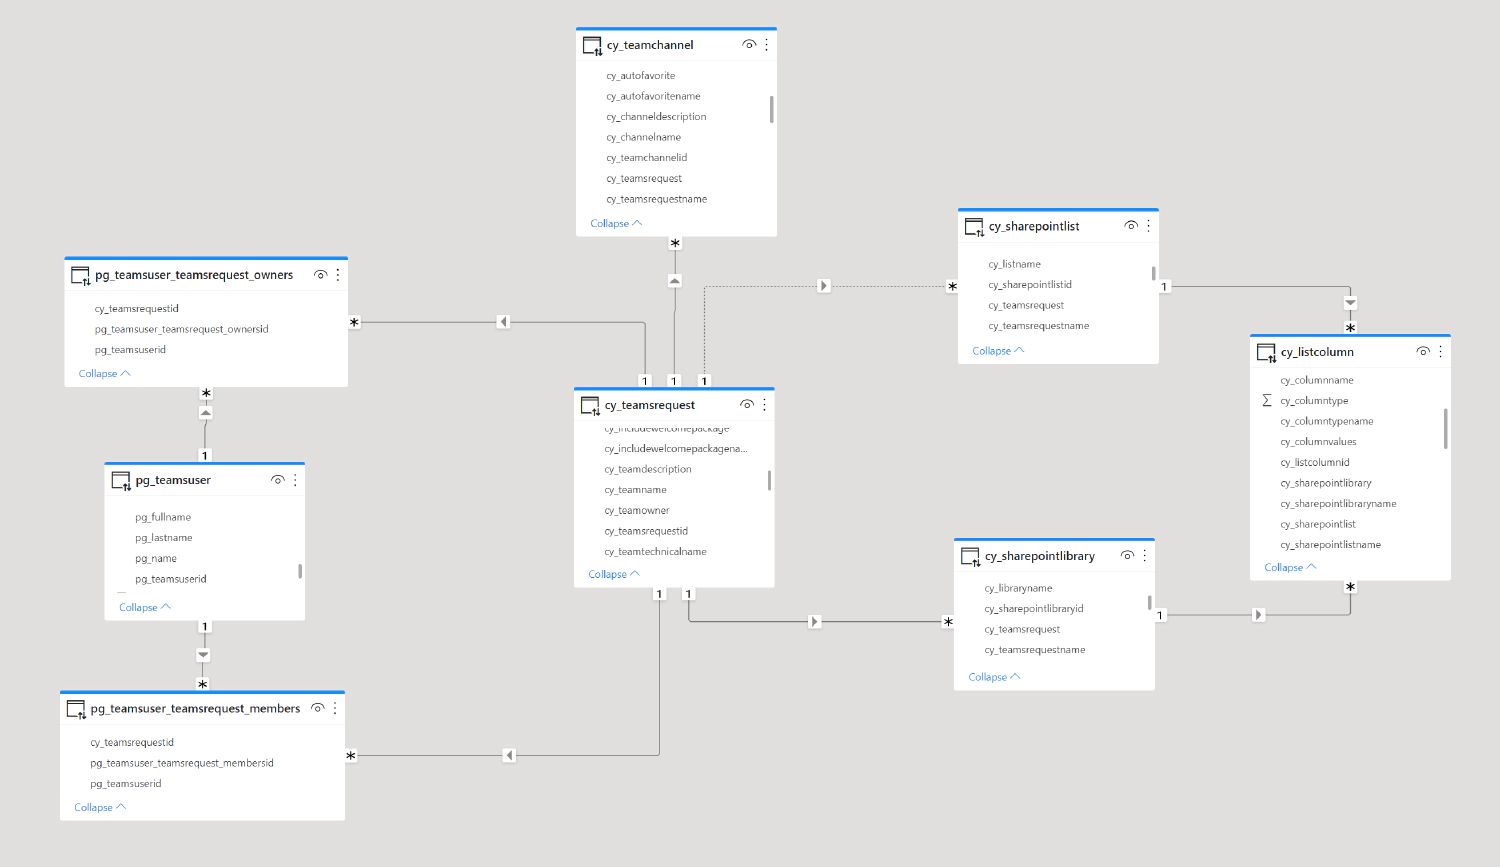 cy_teamchannel
cy_autofavorite
cy_autofavoritename
cy_channeldescription
cy_channelname
cy_teamchannelid
cy_teamsrequest
cy_teamsrequestname
Collapse
*
cy_sharepointlist
cy_listname
cy_sharepointlistid
cy_teamsrequest
cy_teamsrequestname
Collapse
*
1
pg_teamsuser_teamsrequest_owners
cy_teamsrequestid
pg_teamsuser_teamsrequest_ownersid
pg_teamsuserid
Collapse
*
*
1
1 1 1
*
cy_listcolumn
cy_columnname
Σ cy_columntype
cy_columntypename
cy_columnvalues
cy_listcolumnid
cy_sharepointlibrary
cy_sharepointlibraryname
cy_sharepointlist
cy_sharepointlistname
Collapse
*
cy_teamsrequest
cy_includewelcomepackage
cy_includewelcomepackagena...
cy_teamdescription
cy_teamname
cy_teamowner
cy_teamsrequestid
cy_teamtechnicalname
Collapse
1 1
pg_teamsuser
pg_fullname
pg_lastname
pg_name
pg_teamsuserid
Collapse
1
*
cy_sharepointlibrary
cy_libraryname
cy_sharepointlibraryid
cy_teamsrequest
cy_teamsrequestname
Collapse
*
1
pg_teamsuser_teamsrequest_members
cy_teamsrequestid
pg_teamsuser_teamsrequest_membersid
pg_teamsuserid
Collapse
*